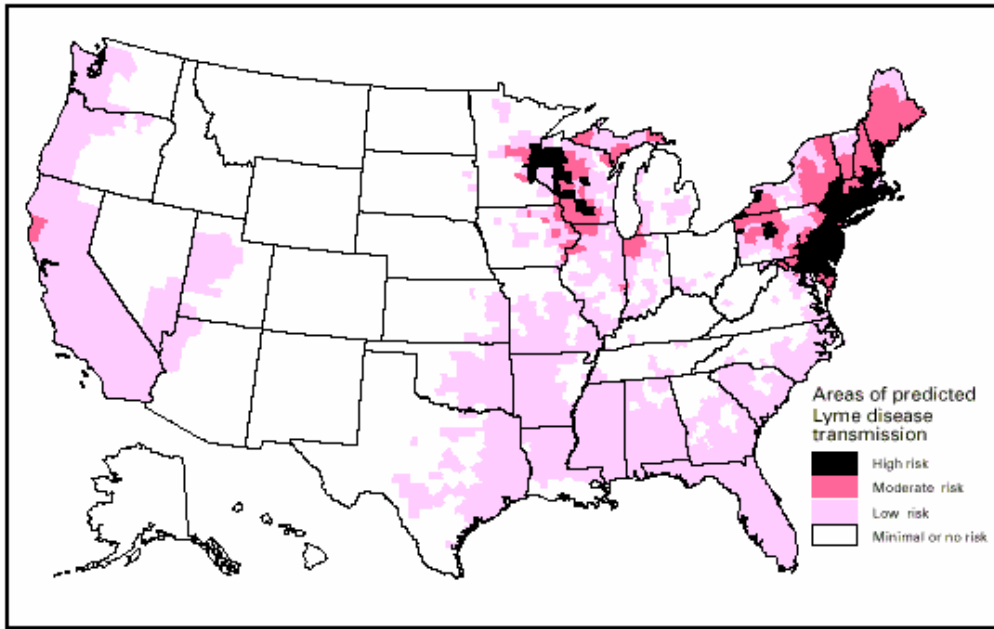 Areas of predicted
Lyme disease
transmission
High risk
Moderate risk
Low risk
Minimal or no risk